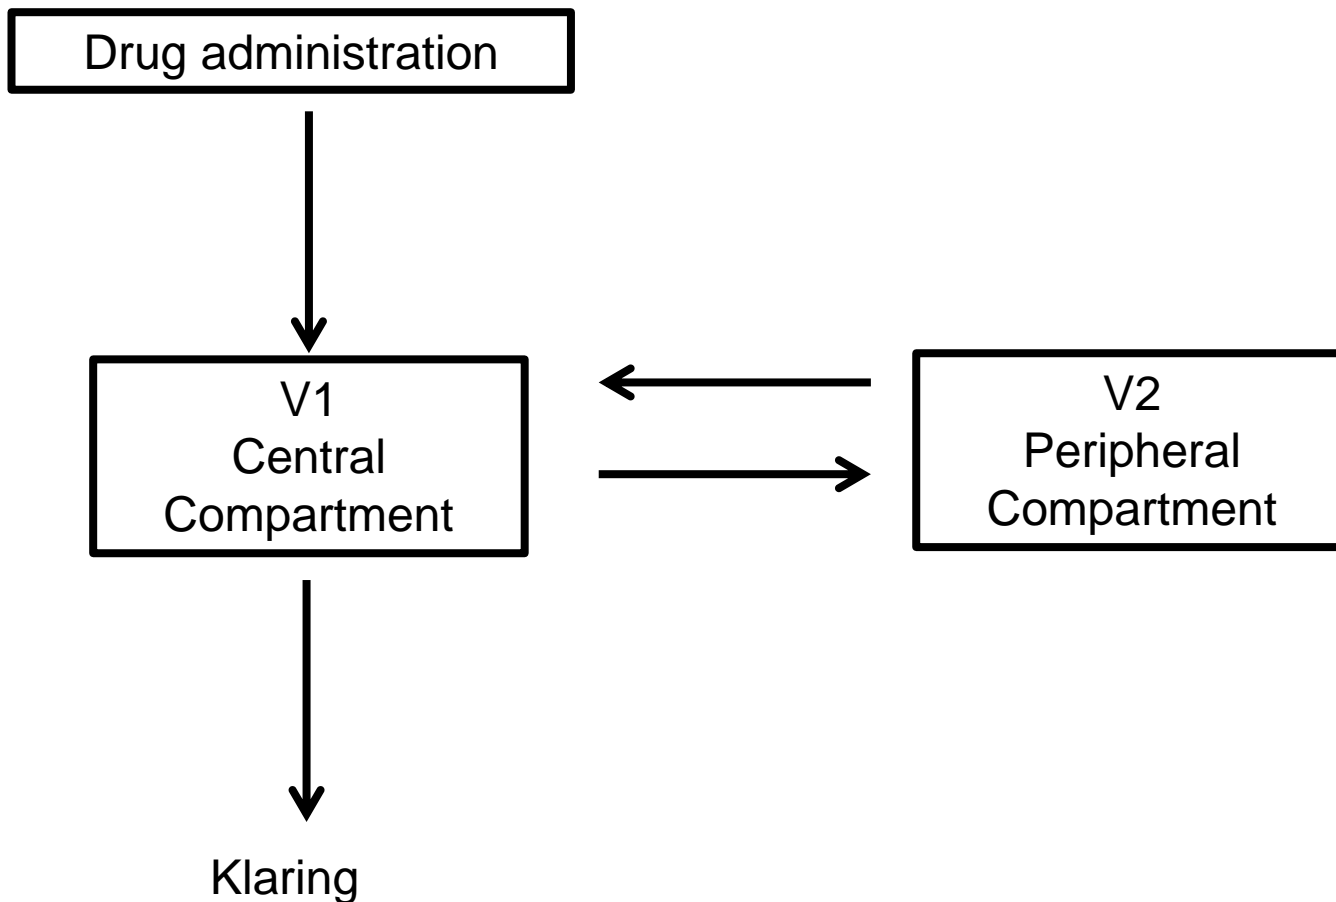 Drug administration
V1
Central
Compartment
V2
Peripheral
Compartment
Klaring